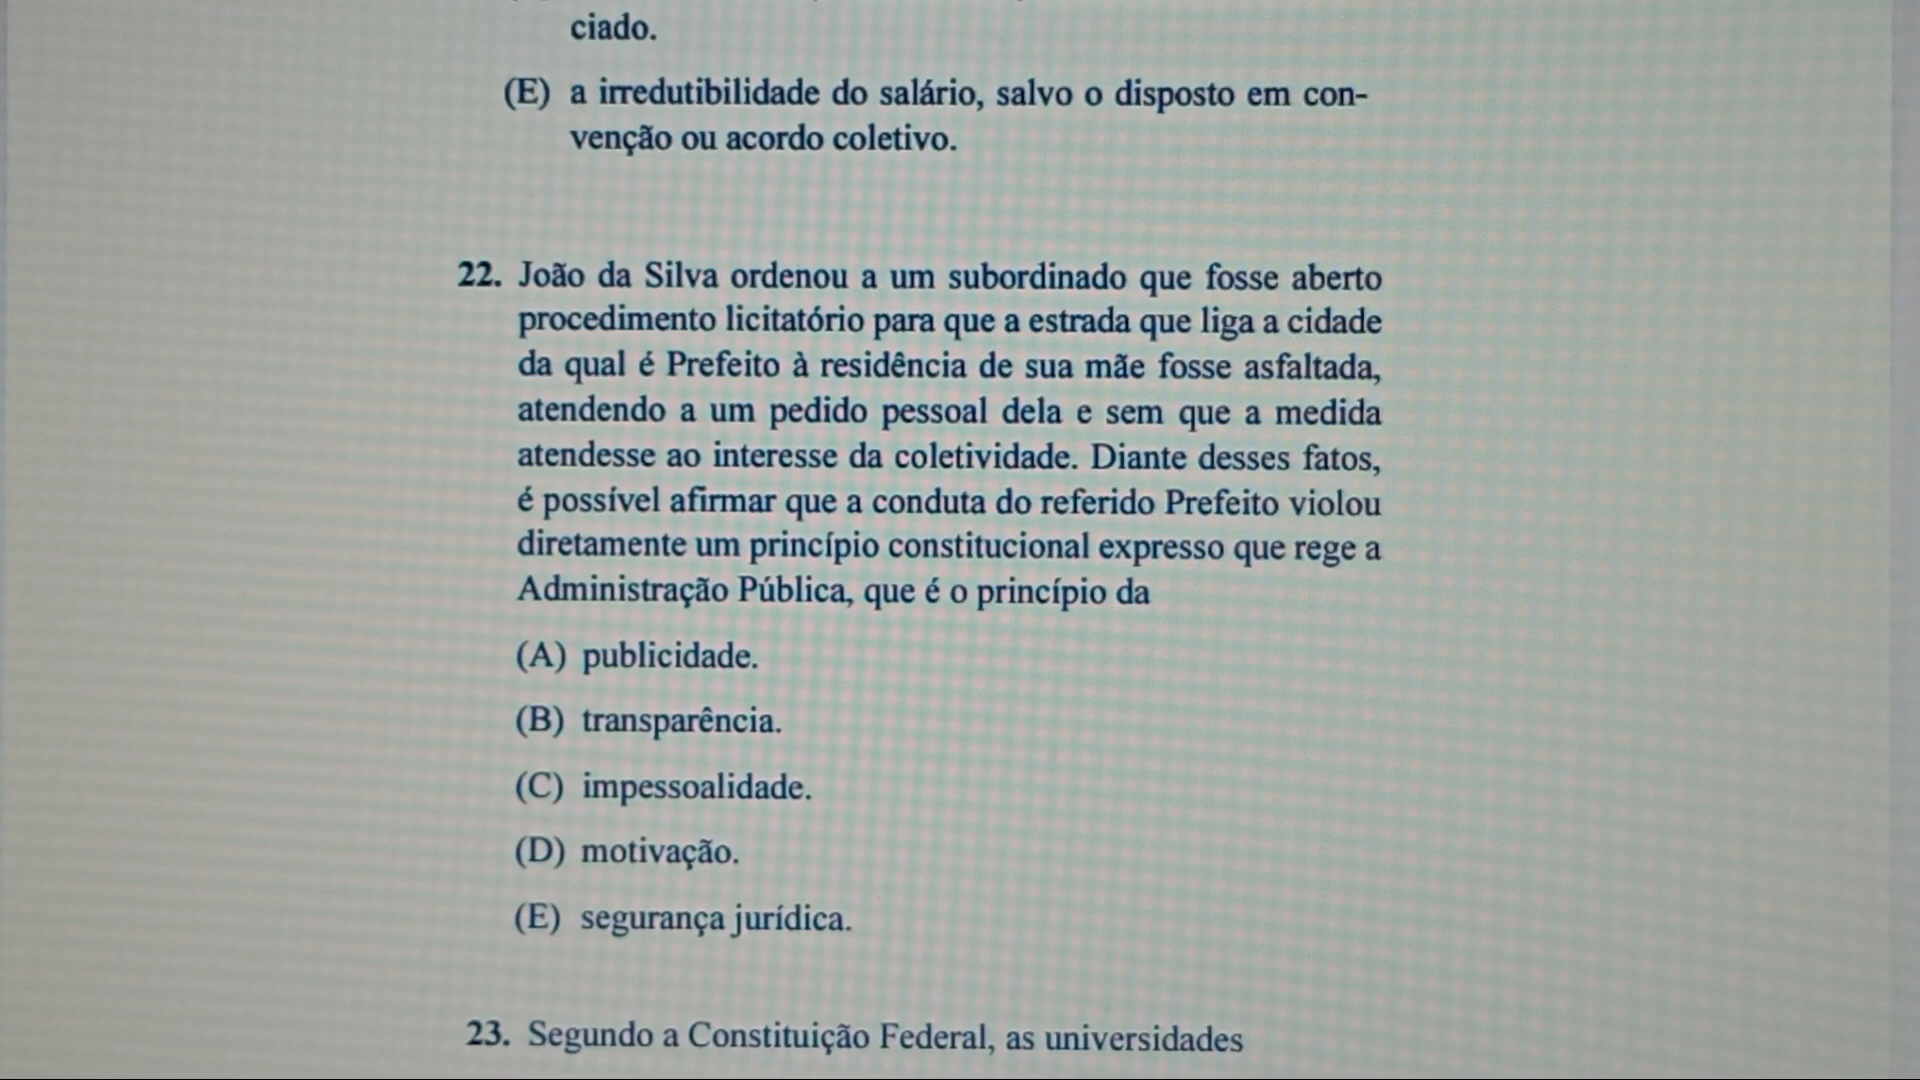 ciado.
(E) a irredutibilidade do salário, salvo o disposto em con-
venção ou acordo coletivo.
22. João da Silva ordenou a um subordinado que fosse aberto
procedimento licitatório para que a estrada que liga a cidade
da qual é Prefeito à residência de sua mãe fosse asfaltada,
atendendo a um pedido pessoal dela e sem que a medida
atendesse ao interesse da coletividade. Diante desses fatos,
é possível afirmar que a conduta do referido Prefeito violou
diretamente um princípio constitucional expresso que rege a
Administração Pública, que é o princípio da
(A) publicidade.
(B) transparência.
(C) impessoalidade.
(D) motivação.
(E) segurança jurídica.
23. Segundo a Constituição Federal, as universidades